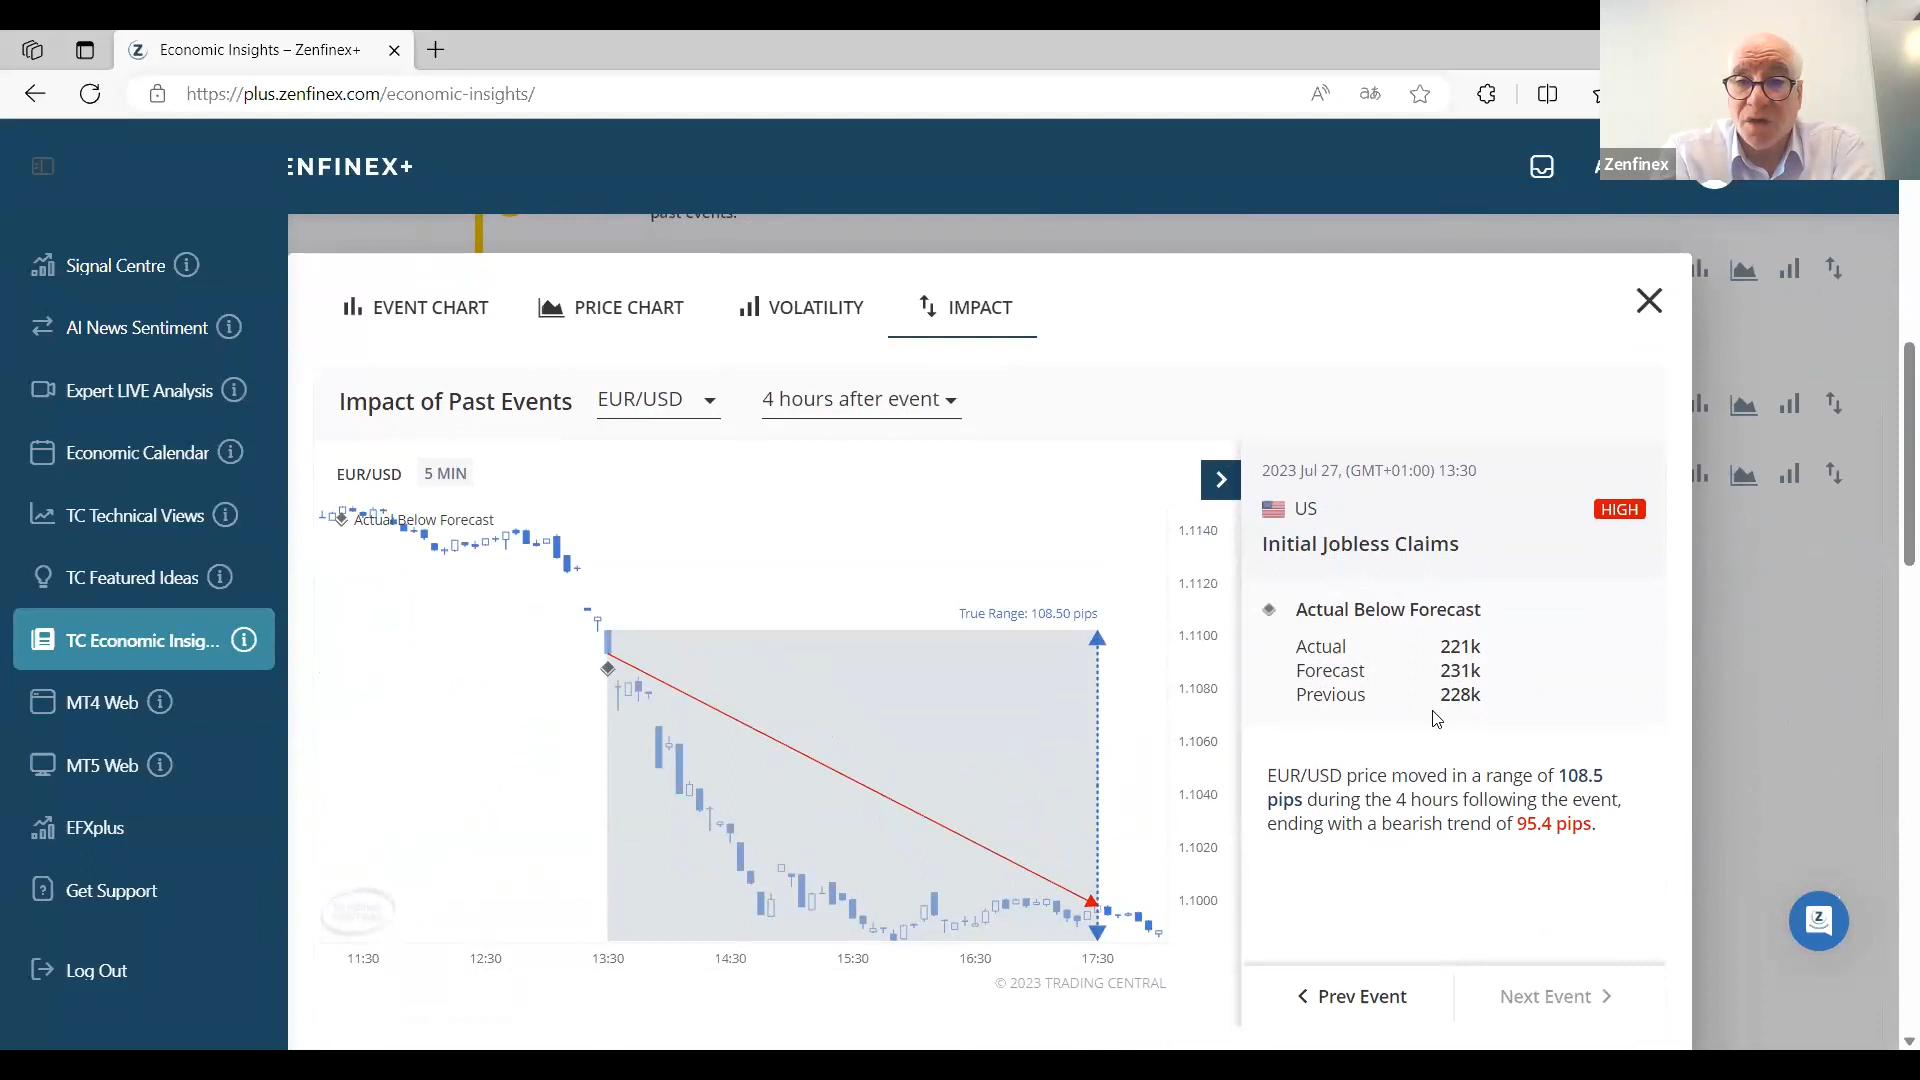 Economic Insights – Zenfinex+
https://plus.zenfinex.com/economic-insights/
ENFINEX+
Zenfinex
past events.
Signal Centre
AI News Sentiment
Expert LIVE Analysis
Economic Calendar
TC Technical Views
TC Featured Ideas
TC Economic Insig...
MT4 Web
MT5 Web
EFXplus
Get Support
Log Out
EVENT CHART
PRICE CHART
VOLATILITY
IMPACT
Impact of Past Events
EUR/USD
4 hours after event
EUR/USD 5 MIN
Actual Below Forecast
True Range: 108.50 pips
1.1140
1.1120
1.1100
1.1080
1.1060
1.1040
1.1020
1.1000
11:30 12:30 13:30 14:30 15:30 16:30 17:30
© 2023 TRADING CENTRAL
2023 Jul 27, (GMT+01:00) 13:30
US
HIGH
Initial Jobless Claims
Actual Below Forecast
Actual 221k
Forecast 231k
Previous 228k
EUR/USD price moved in a range of 108.5
pips during the 4 hours following the event,
ending with a bearish trend of 95.4 pips.
Prev Event
Next Event